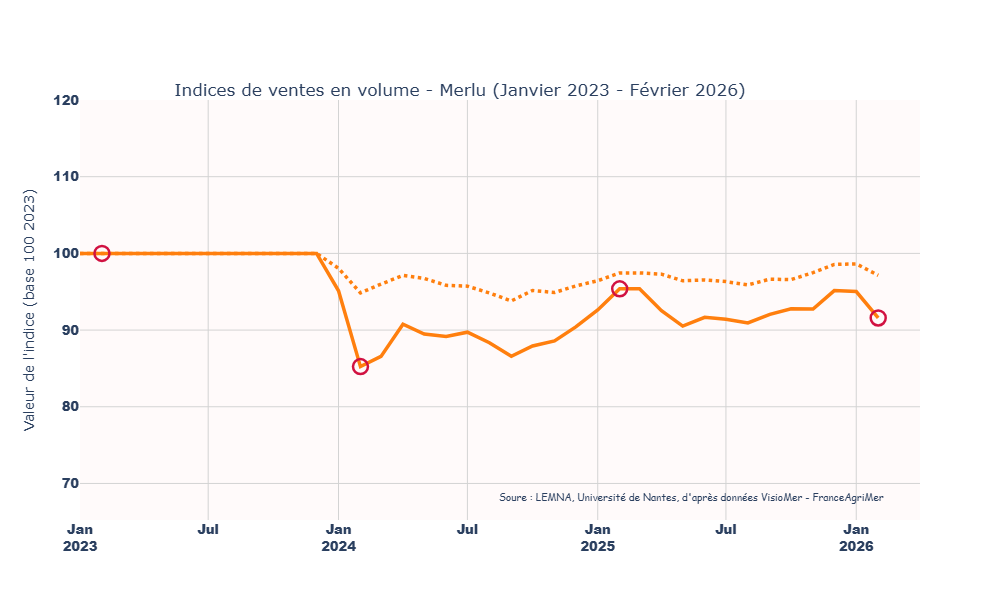 Indices de ventes en volume - Merlu (Janvier 2023 - Février 2026)
Valeur de l'Indice (base 100 2023)
120
110
100
90
80
70
Soure : LEMNA, Université de Nantes, d'après données VisioMer - FranceAgriMer
Jan
2023
Jul
Jan
2024
Jul
Jan
2025
Jul
Jan
2026